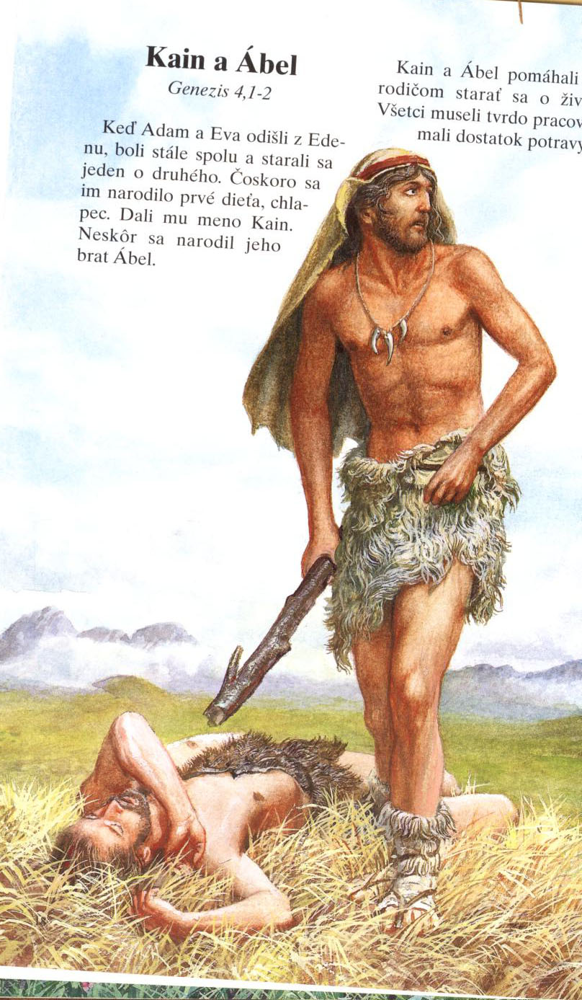 Kain a Ábel
Genezis 4,1-2
Keď Adam a Eva odišli z Ede-
nu, boli stále spolu a starali sa
jeden o druhého. Čoskoro sa
im narodilo prvé dieťa, chla-
pec. Dali mu meno Kain.
Neskôr sa narodil jeho
brat Ábel.
Kain a Ábel pomáhali
rodičom starať sa o
Všetci museli tvrdo
mali dostatok potravy